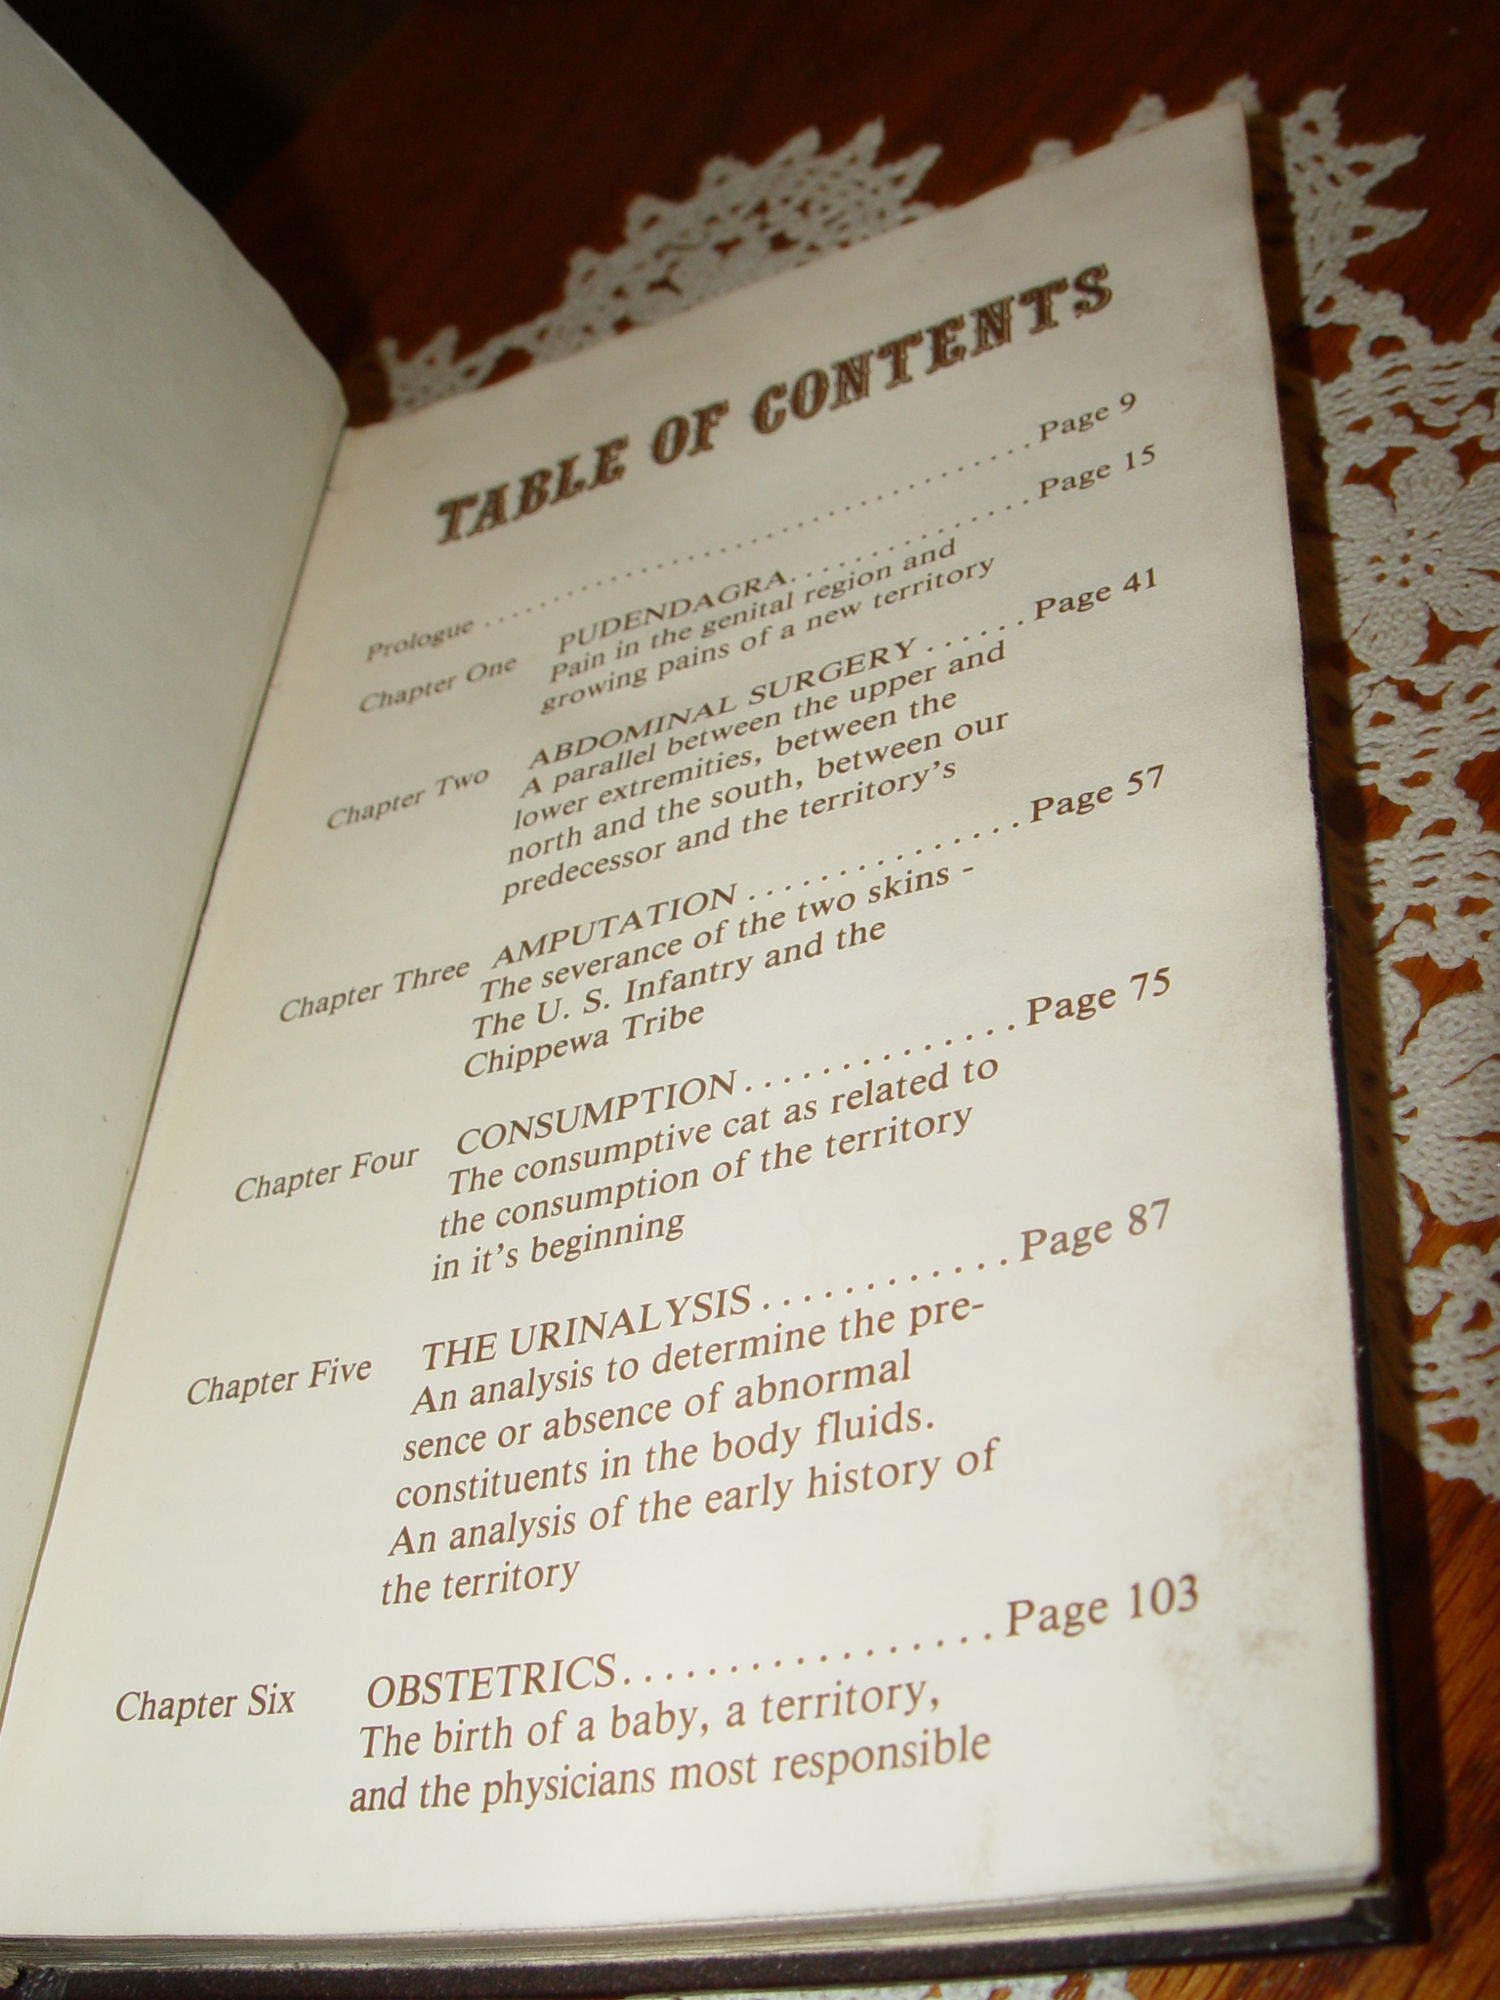 TABLE OF CONTENTS
Prologue . . . . . . . . . . . . . . . . . . . . . . . . . . . . . . . . . . . . . . . . Page 9
Chapter One PUDENDAGRA. . . . . . . . . . . . . . . . . Page 15
Pain in the genital region and
growing pains of a new territory
Chapter Two ABDOMINAL SURGERY . . . . . . Page 41
A parallel between the upper and
lower extremities, between the
north and the south, between our
predecessor and the territory's
Chapter Three AMPUTATION . . . . . . . . . . . . . . . Page 57
The severance of the two skins -
The U. S. Infantry and the
Chippewa Tribe
Chapter Four CONSUMPTION. . . . . . . . . . . . . . Page 75
The consumptive cat as related to
the consumption of the territory
in it's beginning
Chapter Five THE URINALYSIS . . . . . . . . . . . Page 87
An analysis to determine the pre-
sence or absence of abnormal
constituents in the body fluids.
An analysis of the early history of
the territory
Chapter Six OBSTETRICS. . . . . . . . . . . . . . . . . . Page 103
The birth of a baby, a territory,
and the physicians most responsible